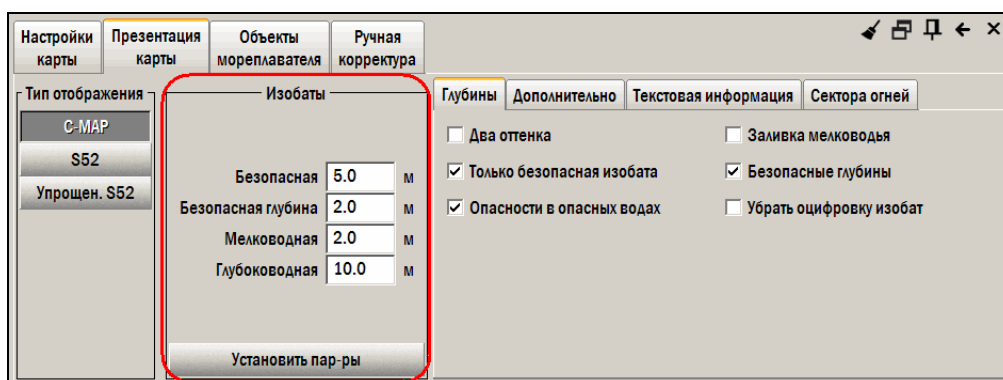 Настройки карты
Презентация карты
Объекты мореплавателя
Ручная корректура
Тип отображения
C-MAP
S52
Упрощен. S52
Изобаты
Безопасная 5.0 м
Безопасная глубина 2.0 м
Мелководная 2.0 м
Глубоководная 10.0 м
Установить пар-ры
Глубины
Дополнительно
Текстовая информация
Сектора огней
Два оттенка
Заливка мелководья
Только безопасная изобата
Безопасные глубины
Опасности в опасных водах
Убрать оцифровку изобат